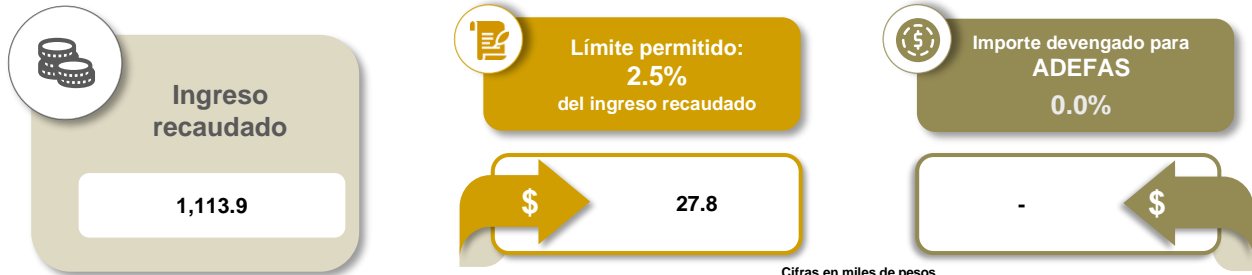 Ingreso
recaudado
1,113.9
Límite permitido:
2.5%
del ingreso recaudado
$
27.8
Importe devengado para
ADEFAS
0.0%
-
$
Cifras en miles de pesos